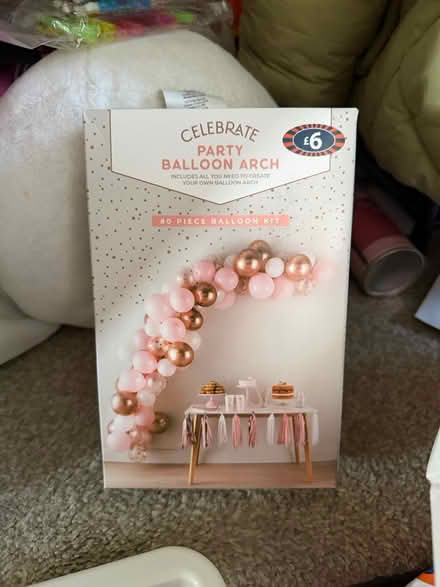 CELEBRATE
£6
PARTY
BALLOON ARCH
INCLUDES ALL YOU NEED TO CREATE
YOUR OWN BALLOON ARCH
80 PIECE BALLOON KIT